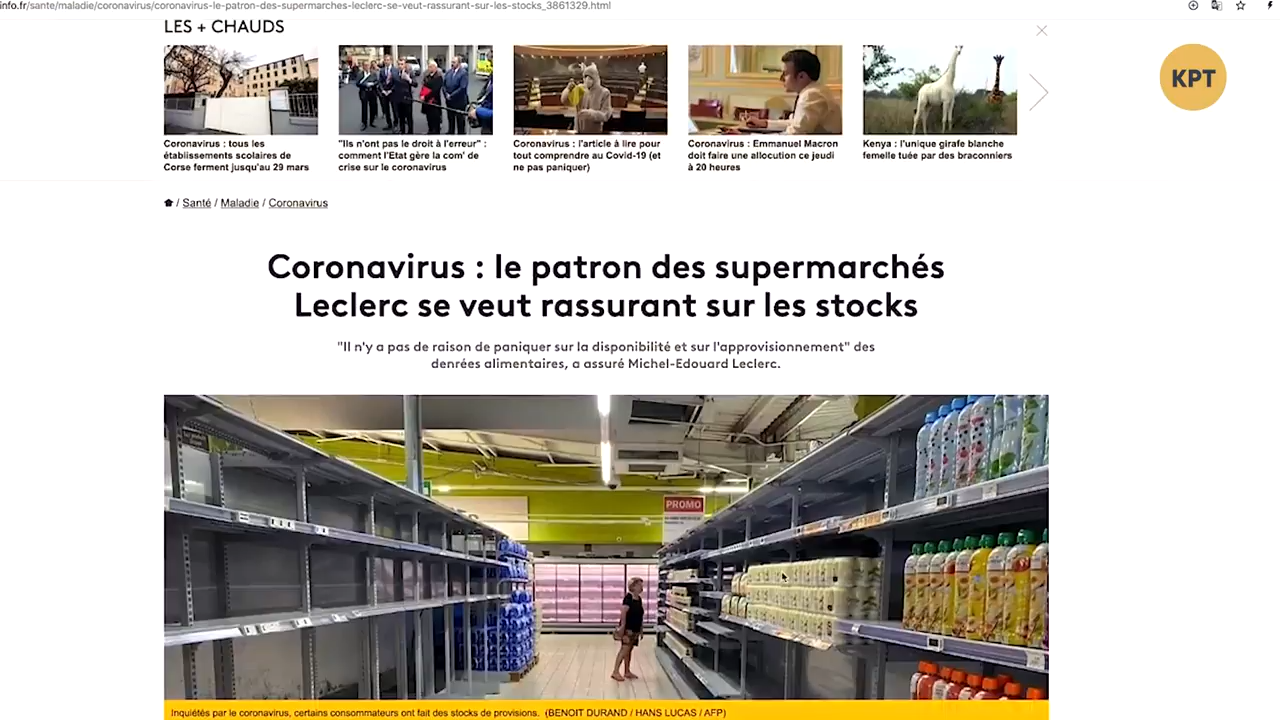 info.fr/sante/maladie/coronavirus/coronavirus-le-patron-des-supermarches-leclerc-se-veut-rassurant-sur-les-stocks_3861329.html
LES + CHAUDS
KPT
Coronavirus : tous les
établissements scolaires de
Corse ferment jusqu'au 29 mars
"Ils n'ont pas le droit à l'erreur" :
comment l'Etat gère la com' de
crise sur le coronavirus
Coronavirus : l'article à lire pour
tout comprendre au Covid-19 (et
ne pas paniquer)
Coronavirus : Emmanuel Macron
doit faire une allocution ce jeudi
à 20 heures
Kenya : l'unique girafe blanche
femelle tuée par des braconniers
/ Santé / Maladie / Coronavirus
Coronavirus : le patron des supermarchés
Leclerc se veut rassurant sur les stocks
"Il n'y a pas de raison de paniquer sur la disponibilité et sur l'approvisionnement" des
denrées alimentaires, a assuré Michel-Edouard Leclerc.
PROMO
Inquiétés par le coronavirus, certains consommateurs ont fait des stocks de provisions. (BENOIT DURAND / HANS LUCAS / AFP)